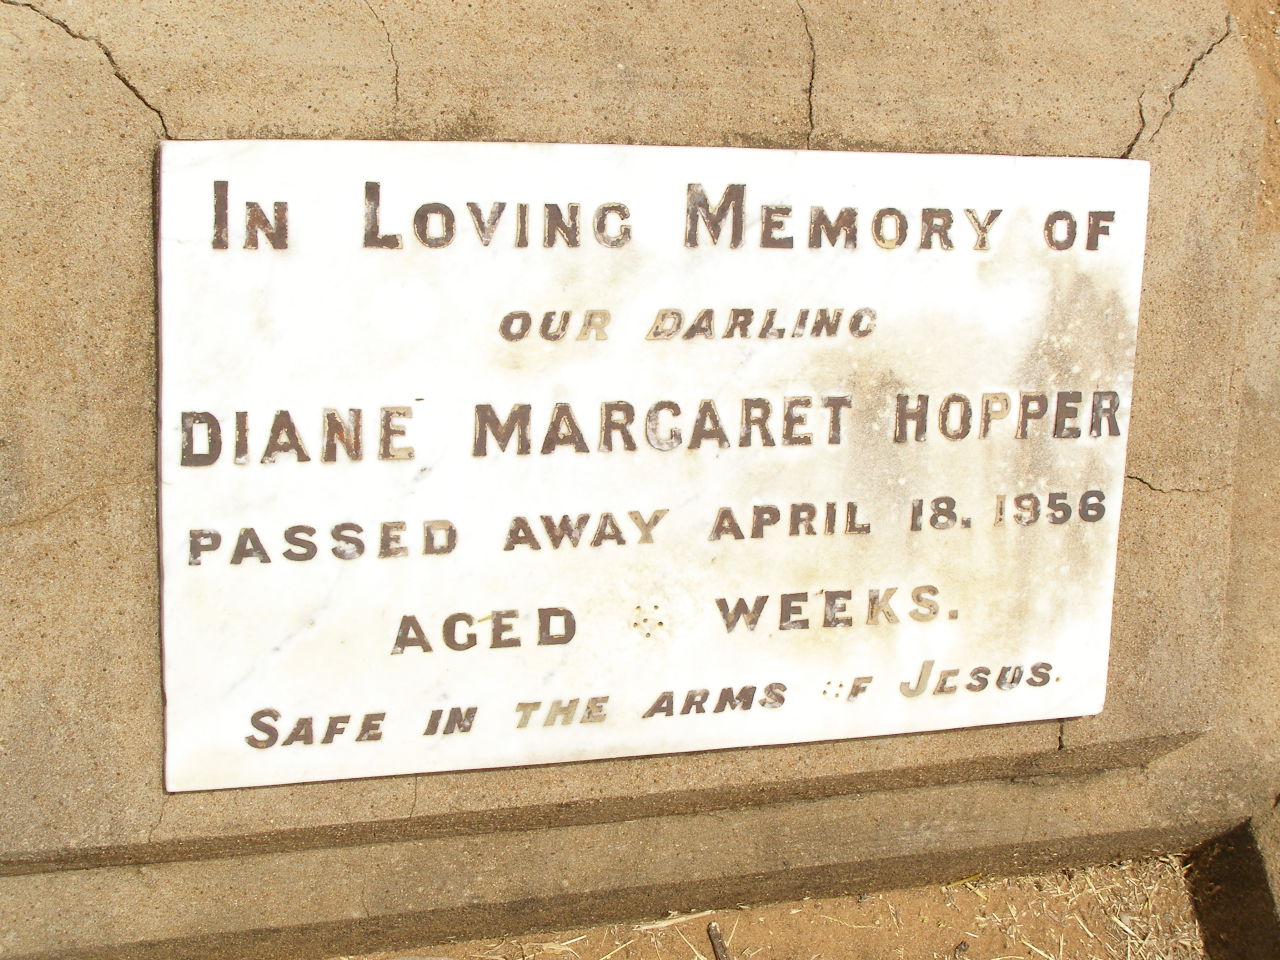 IN LOVING MEMORY OF
OUR DARLING
DIANE MARGARET HOPPER
PASSED AWAY APRIL 18. 1956
AGED WEEKS.
SAFE IN THE ARMS OF JESUS.